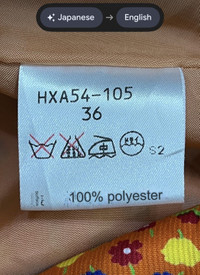 Japanese → English
HXA54-105
36
S2
100% polyester